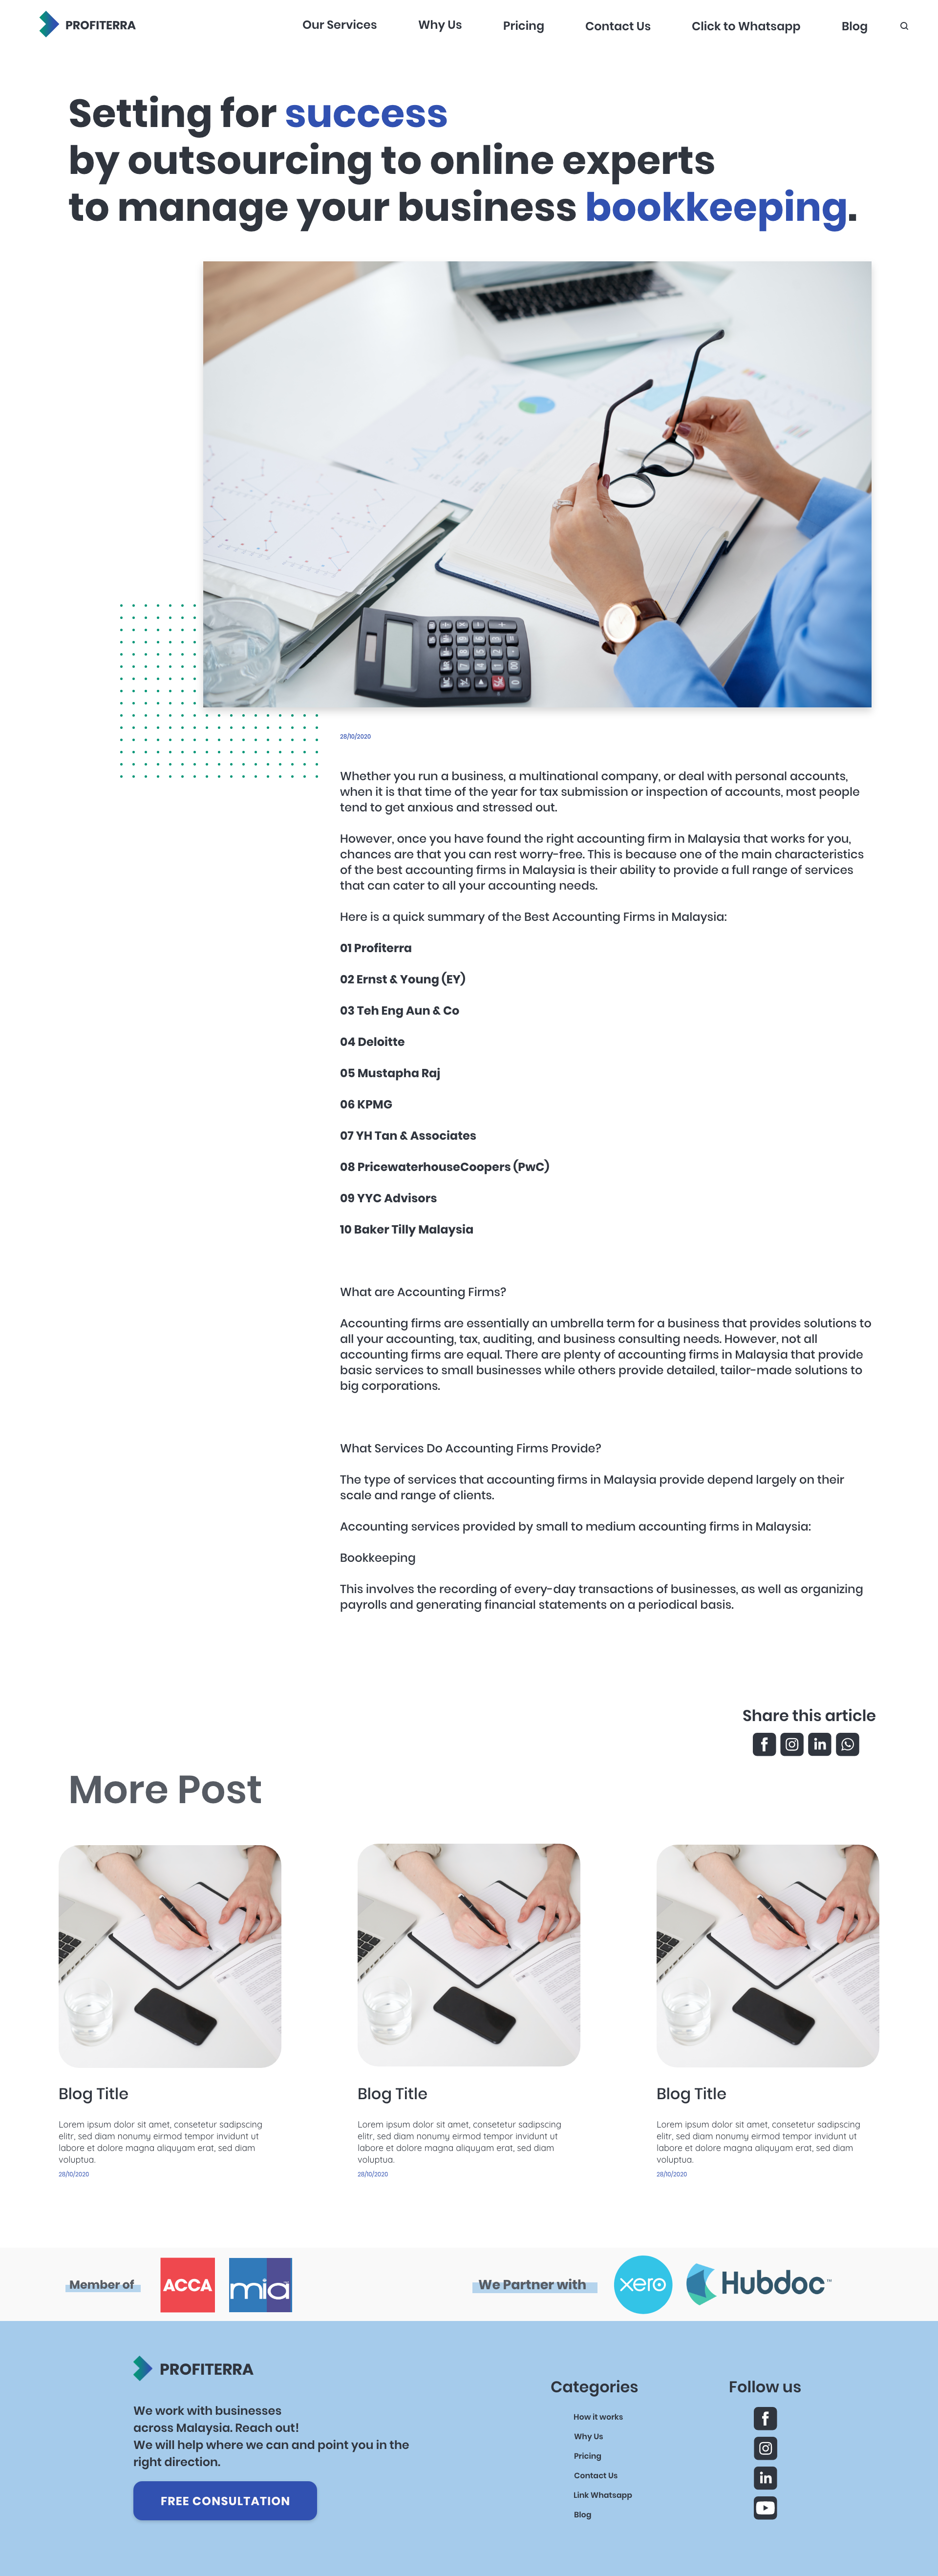 PROFITERRA
Our Services
Why Us
Pricing
Contact Us
Click to Whatsapp
Blog
Setting for success
by outsourcing to online experts
to manage your business bookkeeping.
28/10/2020
Whether you run a business, a multinational company, or deal with personal accounts,
when it is that time of the year for tax submission or inspection of accounts, most people
tend to get anxious and stressed out.
However, once you have found the right accounting firm in Malaysia that works for you,
chances are that you can rest worry-free. This is because one of the main characteristics
of the best accounting firms in Malaysia is their ability to provide a full range of services
that can cater to all your accounting needs.
Here is a quick summary of the Best Accounting Firms in Malaysia:
01 Profiterra
02 Ernst & Young (EY)
03 Teh Eng Aun & Co
04 Deloitte
05 Mustapha Raj
06 KPMG
07 YH Tan & Associates
08 PricewaterhouseCoopers (PwC)
09 YYC Advisors
10 Baker Tilly Malaysia
What are Accounting Firms?
Accounting firms are essentially an umbrella term for a business that provides solutions to
all your accounting, tax, auditing, and business consulting needs. However, not all
accounting firms are equal. There are plenty of accounting firms in Malaysia that provide
basic services to small businesses while others provide detailed, tailor-made solutions to
big corporations.
What Services Do Accounting Firms Provide?
The type of services that accounting firms in Malaysia provide depend largely on their
scale and range of clients.
Accounting services provided by small to medium accounting firms in Malaysia:
Bookkeeping
This involves the recording of every-day transactions of businesses, as well as organizing
payrolls and generating financial statements on a periodical basis.
Share this article
More Post
Blog Title
Lorem ipsum dolor sit amet, consetetur sadipscing
elitr, sed diam nonumy eirmod tempor invidunt ut
labore et dolore magna aliquyam erat, sed diam
voluptua.
28/10/2020
Blog Title
Lorem ipsum dolor sit amet, consetetur sadipscing
elitr, sed diam nonumy eirmod tempor invidunt ut
labore et dolore magna aliquyam erat, sed diam
voluptua.
28/10/2020
Blog Title
Lorem ipsum dolor sit amet, consetetur sadipscing
elitr, sed diam nonumy eirmod tempor invidunt ut
labore et dolore magna aliquyam erat, sed diam
voluptua.
28/10/2020
Member of
ACCA
mia
We Partner with
xero
Hubdoc™
PROFITERRA
We work with businesses
across Malaysia. Reach out!
We will help where we can and point you in the
right direction.
FREE CONSULTATION
Categories
How it works
Why Us
Pricing
Contact Us
Link Whatsapp
Blog
Follow us